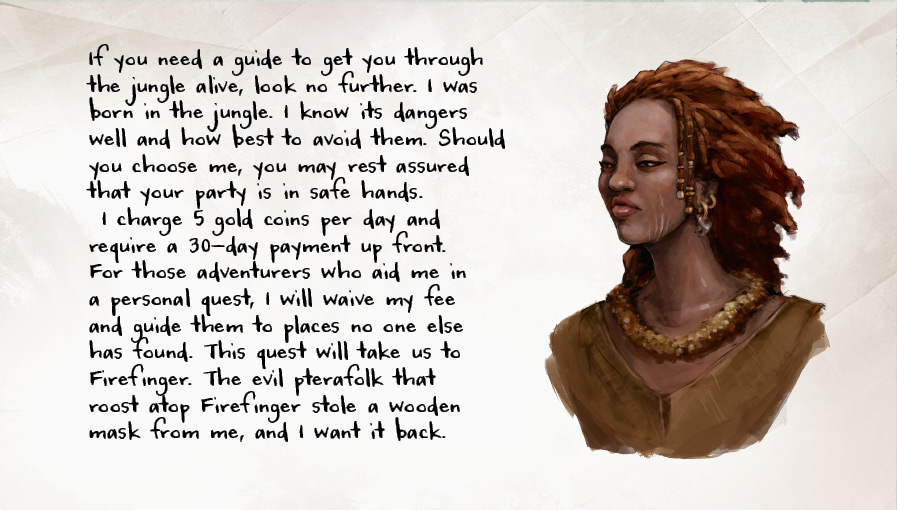 If you need a guide to get you through
the jungle alive, look no further. I was
born in the jungle. I know its dangers
well and how best to avoid them. Should
you choose me, you may rest assured
that your party is in safe hands.
I charge 5 gold coins per day and
require a 30-day payment up front.
For those adventurers who aid me in
a personal quest, I will waive my fee
and guide them to places no one else
has found. This quest will take us to
Firefinger. The evil pterafolk that
roost atop Firefinger stole a wooden
mask from me, and I want it back.